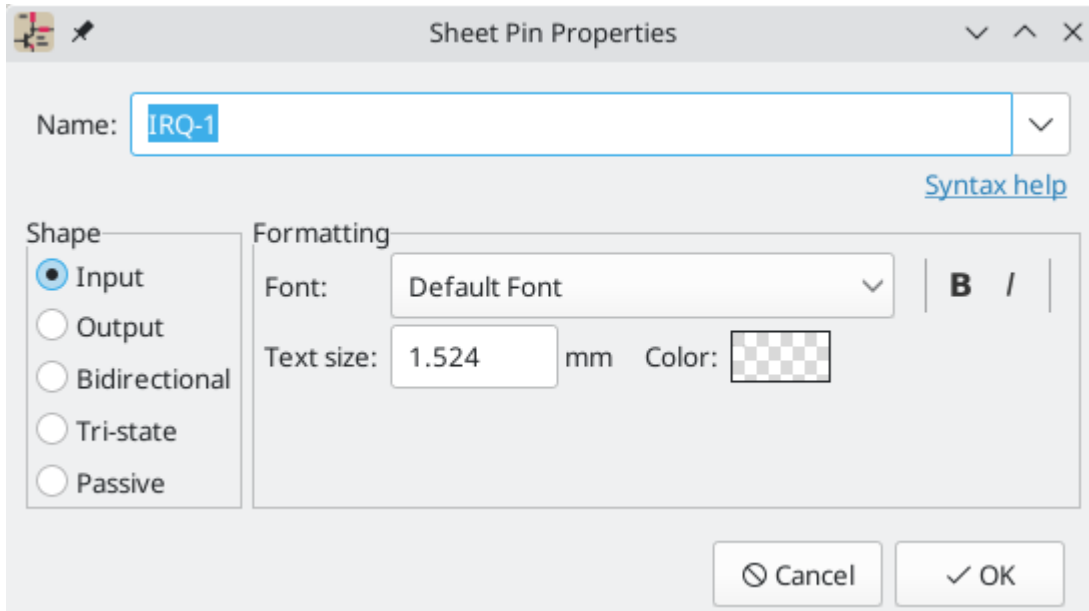 Sheet Pin Properties
Name: IRQ-1
Syntax help
Shape
Input
Output
Bidirectional
Tri-state
Passive
Formatting
Font: Default Font B I
Text size: 1.524 mm Color:
Cancel OK